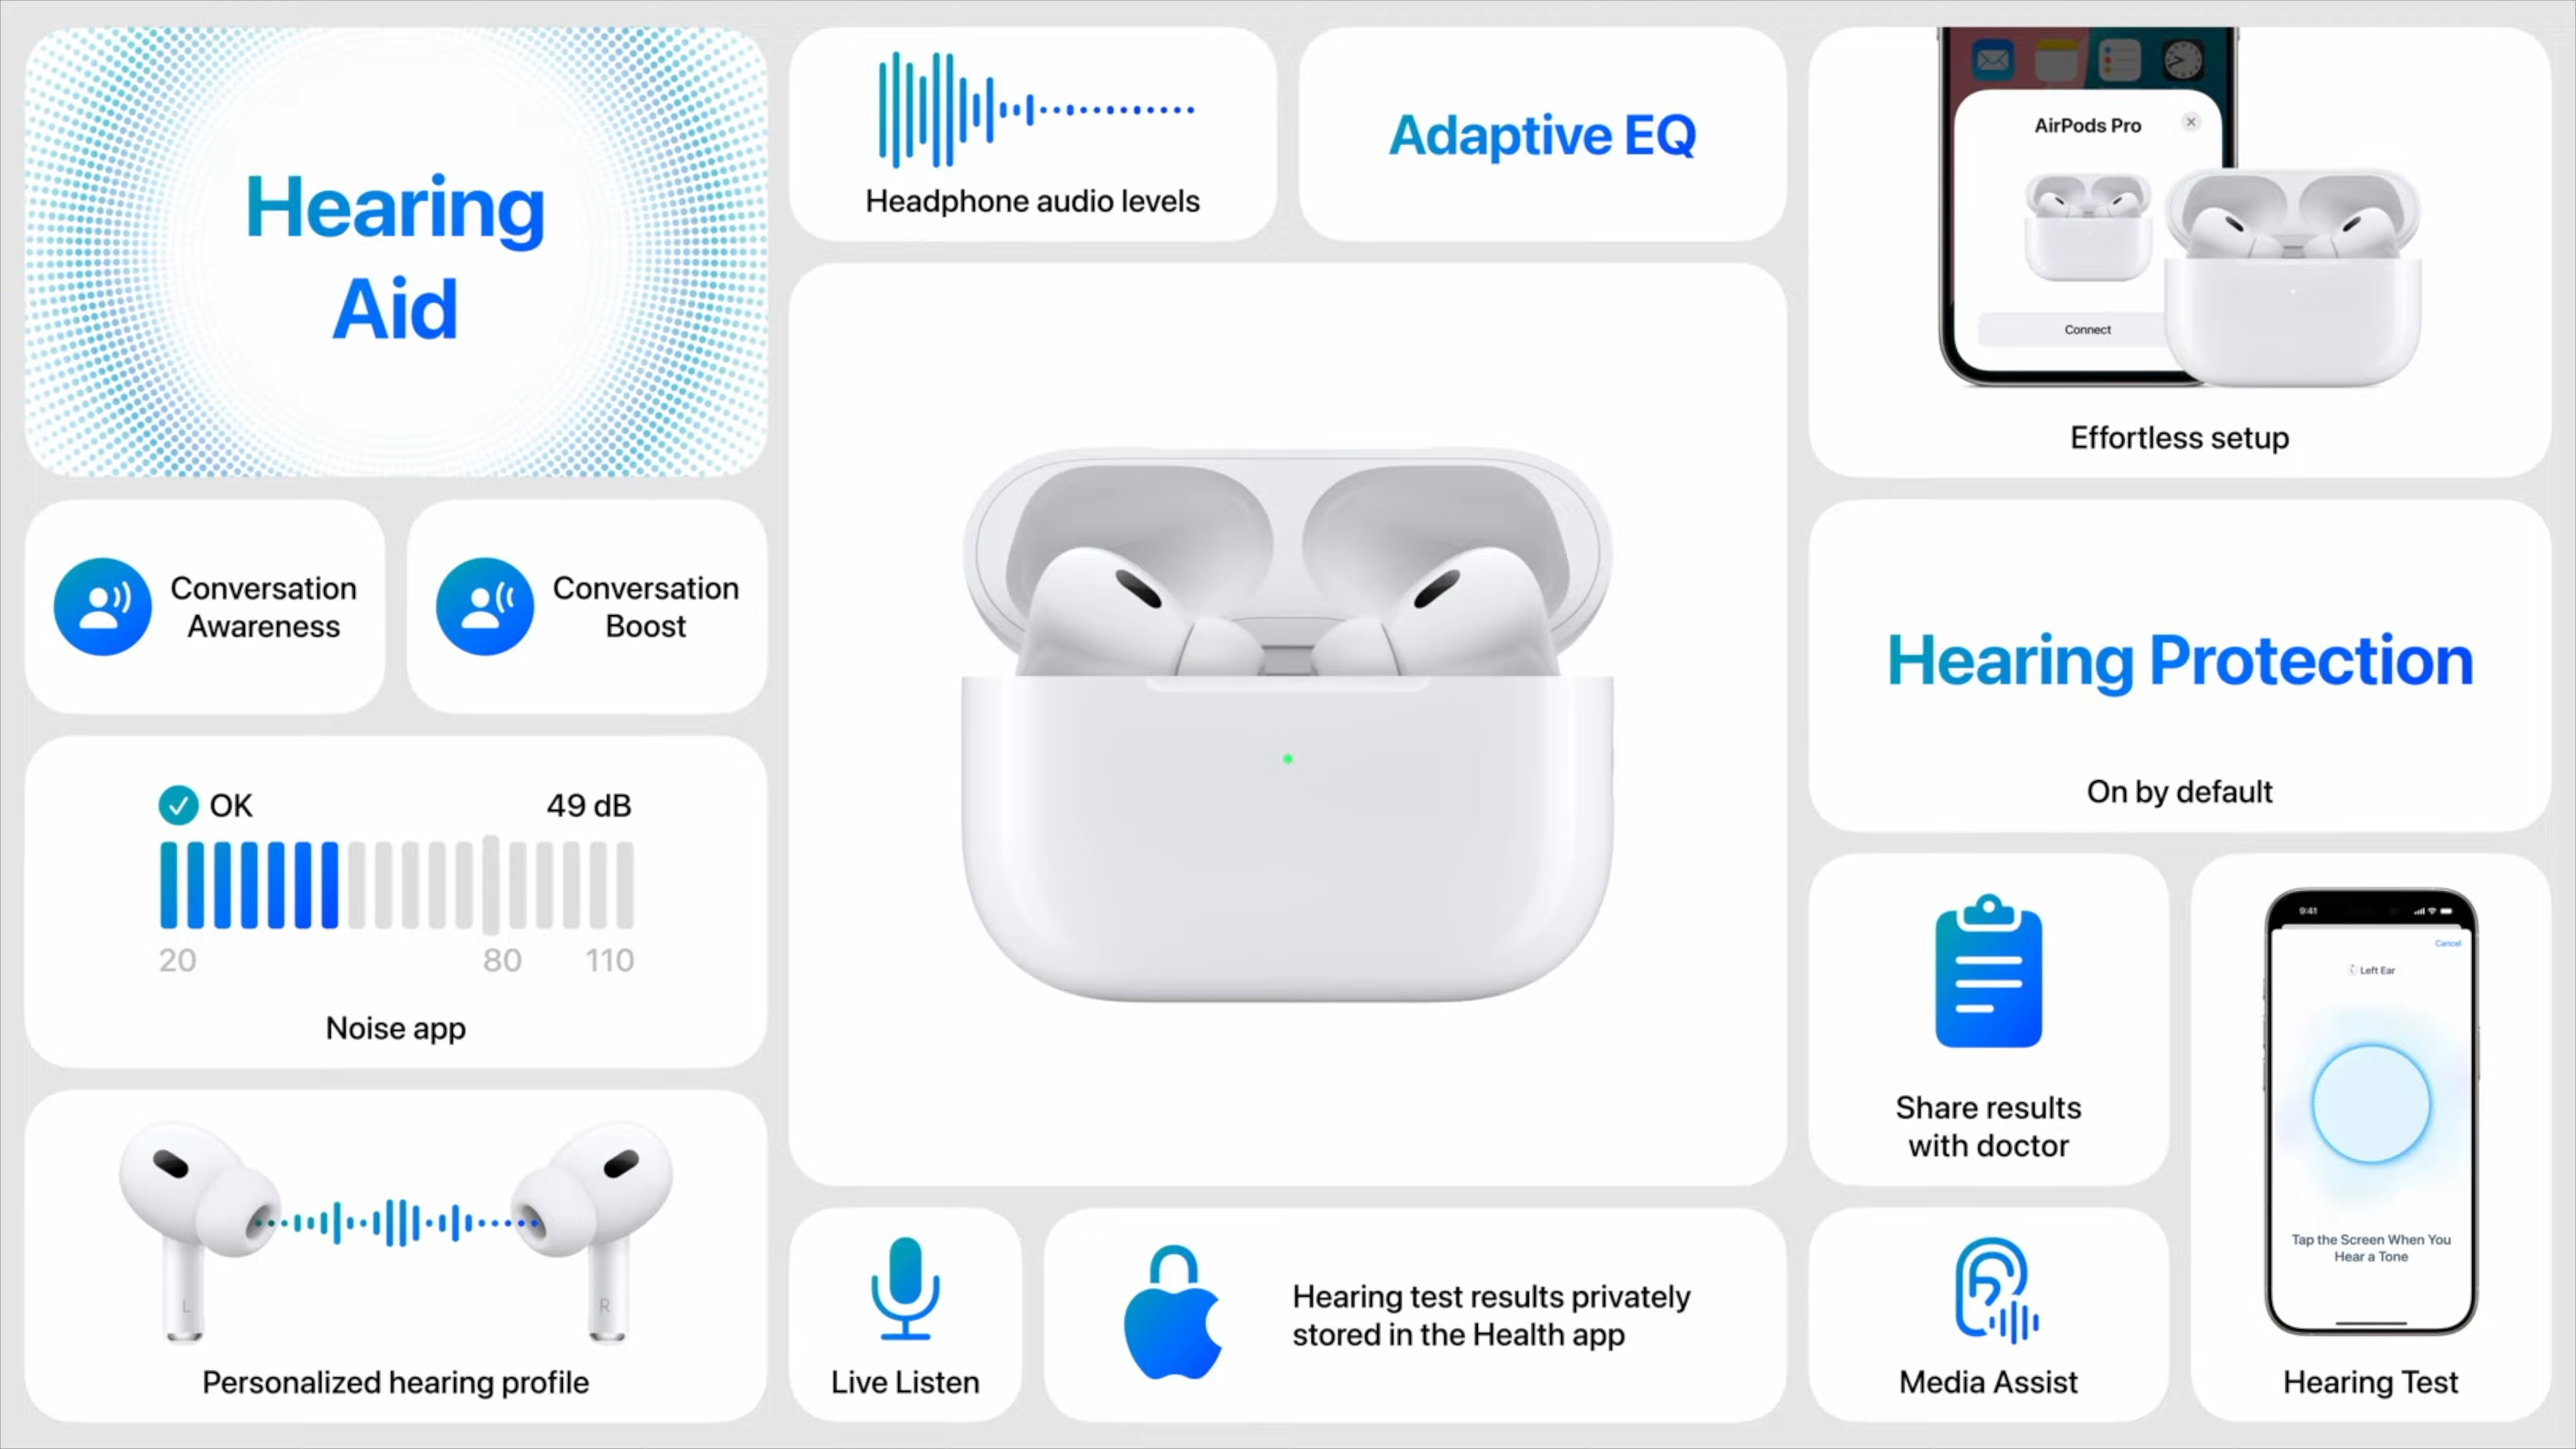 Hearing
Aid
Headphone audio levels
Adaptive EQ
AirPods Pro
Connect
Effortless setup
Conversation
Awareness
Conversation
Boost
Hearing Protection
On by default
OK
49 dB
20
80
110
Noise app
L
R
Personalized hearing profile
Live Listen
Hearing test results privately
stored in the Health app
Share results
with doctor
Media Assist
9:41
Cancel
Left Ear
Tap the Screen When You
Hear a Tone
Hearing Test